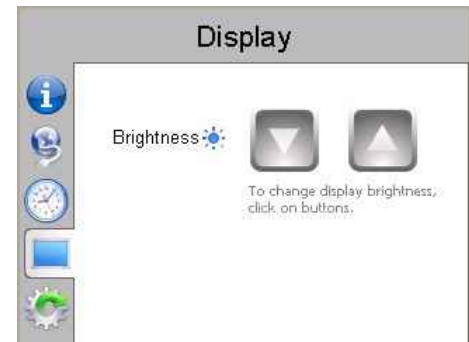 Display
Brightness
To change display brightness,
click on buttons.